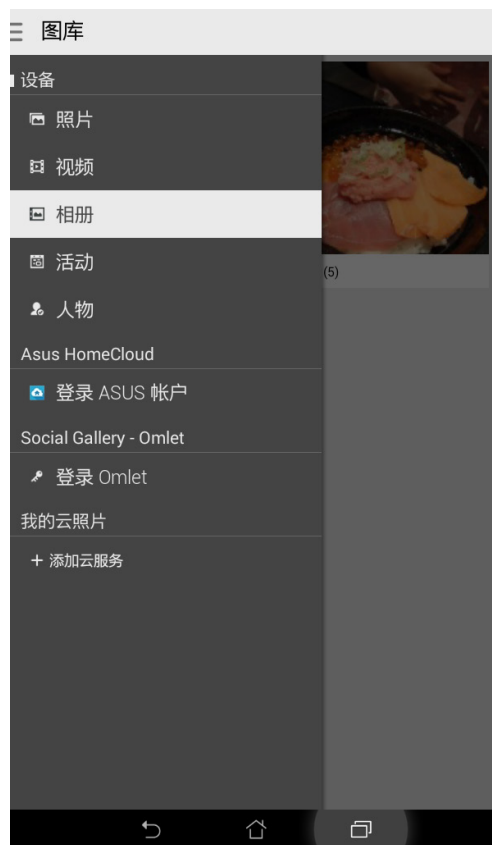 图库
设备
照片
视频
相册
活动
(5)
人物
Asus HomeCloud
登录 ASUS 帐户
Social Gallery - Omlet
登录 Omlet
我的云照片
+ 添加云服务